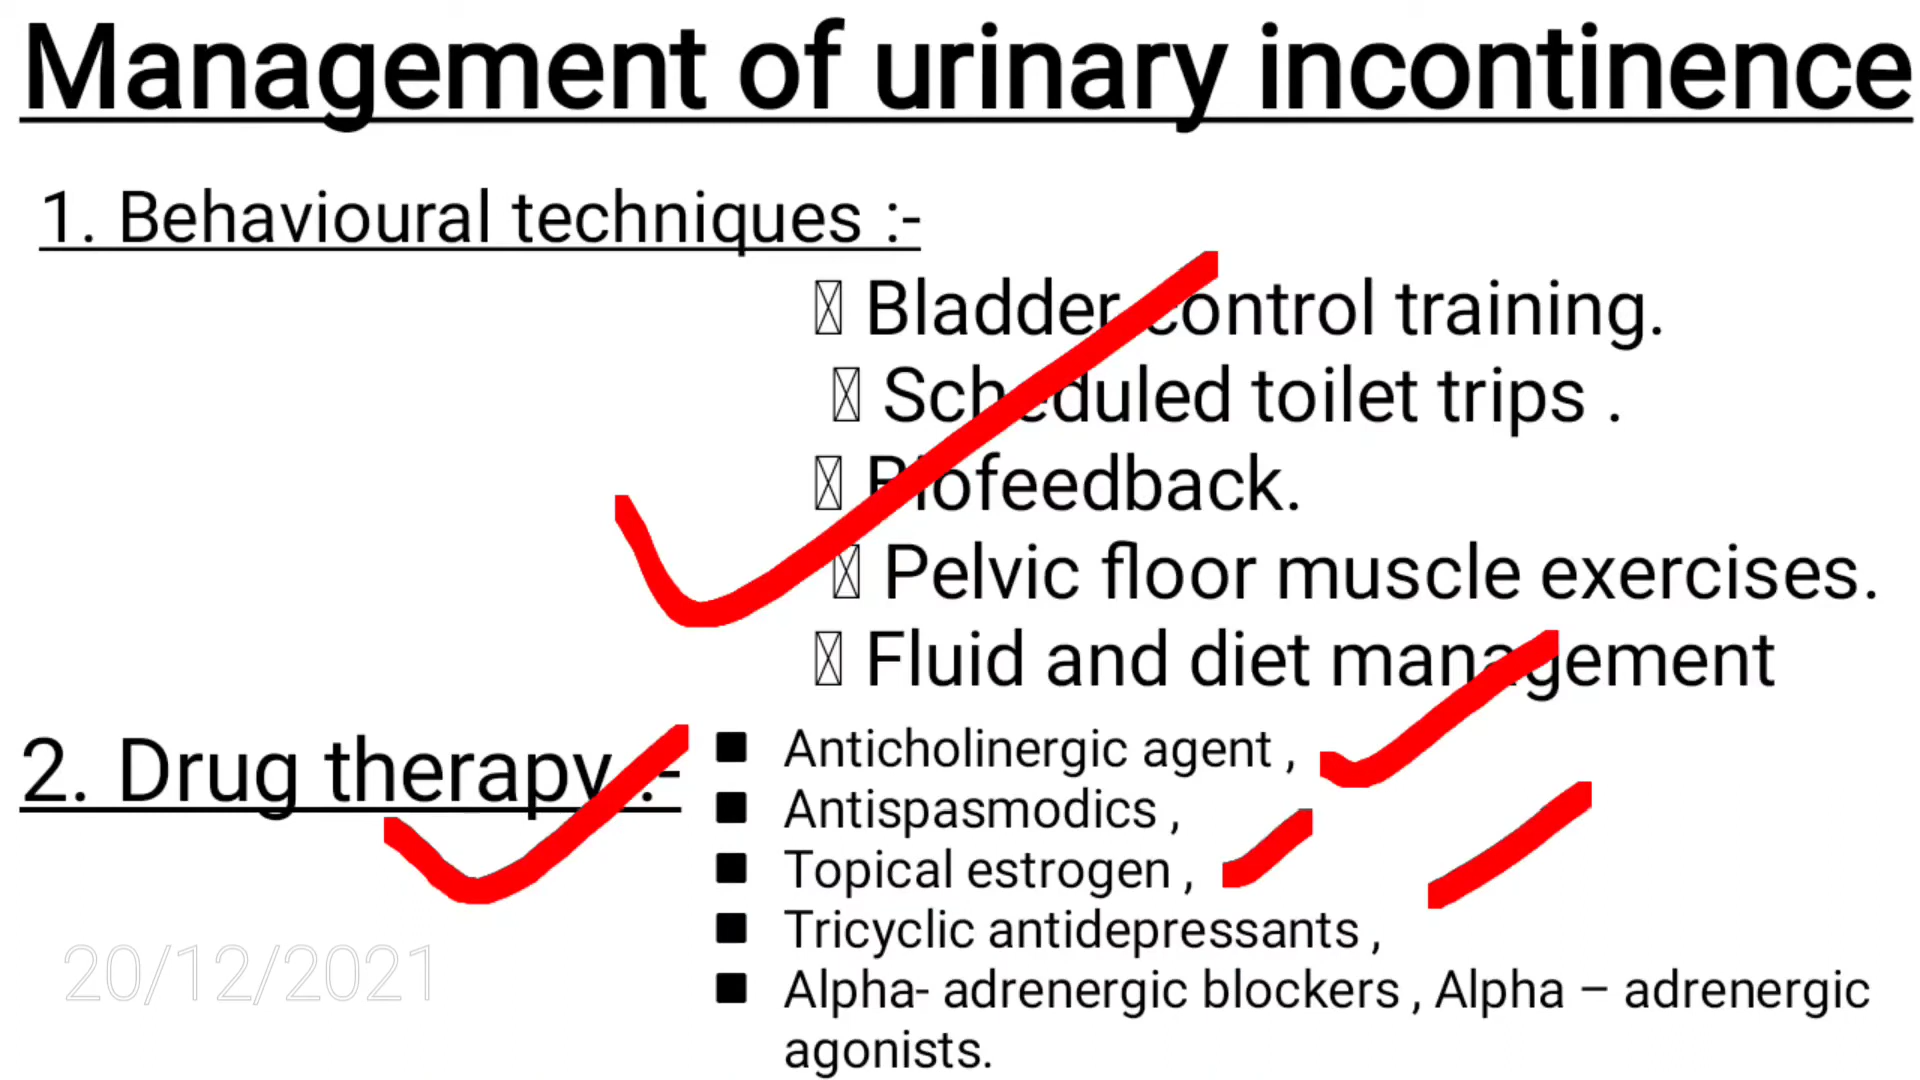 Management of urinary incontinence
1. Behavioural techniques :-
Bladder control training.
Scheduled toilet trips .
Biofeedback.
Pelvic floor muscle exercises.
Fluid and diet management
2. Drug therapy :-
■ Anticholinergic agent ,
■ Antispasmodics ,
■ Topical estrogen ,
■ Tricyclic antidepressants ,
■ Alpha- adrenergic blockers , Alpha – adrenergic
agonists.
20/12/2021